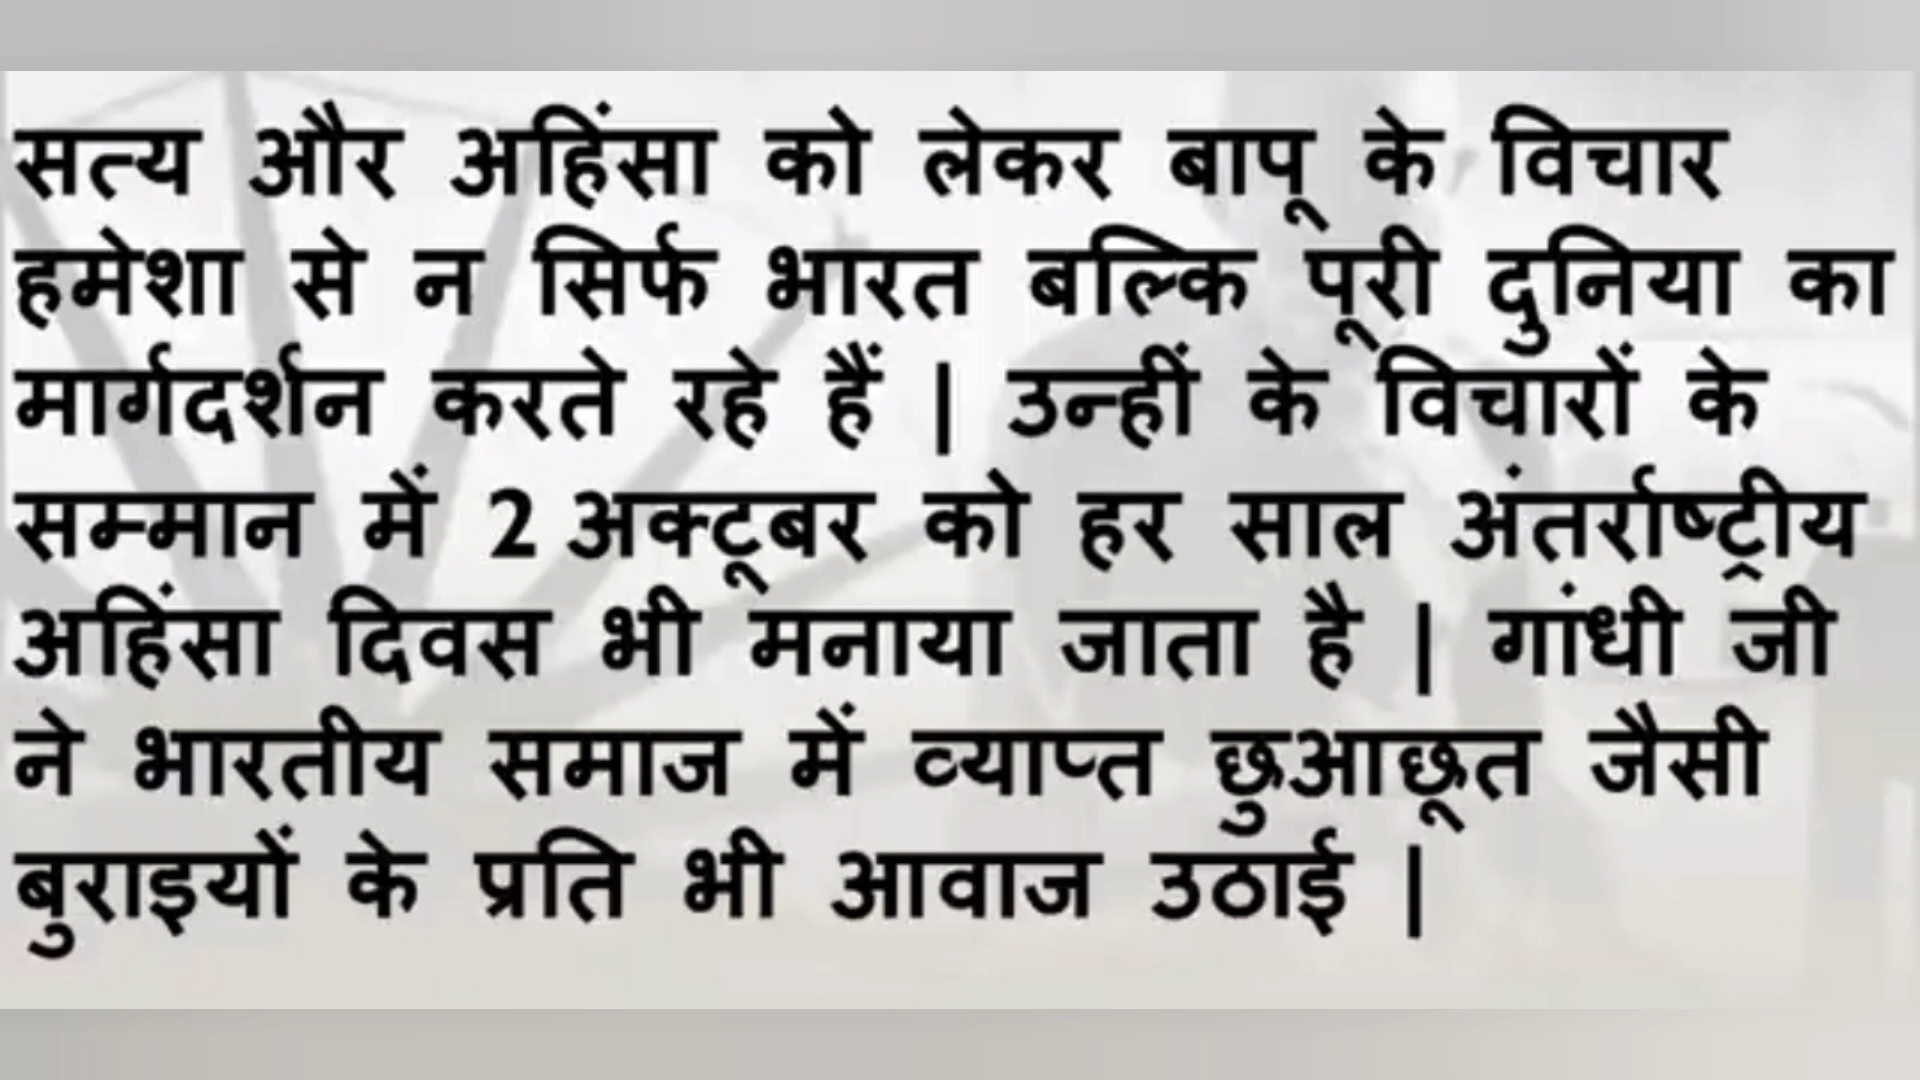 सत्य और अहिंसा को लेकर बापू के विचार
हमेशा से न सिर्फ भारत बल्कि पूरी दुनिया का
मार्गदर्शन करते रहे हैं | उन्हीं के विचारों के
सम्मान में 2 अक्टूबर को हर साल अंतर्राष्ट्रीय
अहिंसा दिवस भी मनाया जाता है | गांधी जी
ने भारतीय समाज में व्याप्त छुआछूत जैसी
बुराइयों के प्रति भी आवाज उठाई |